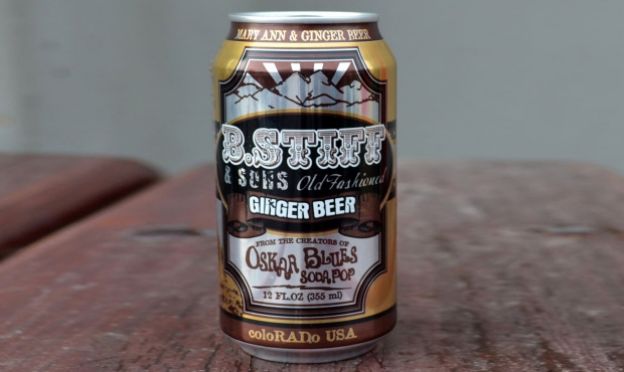 MARY ANN & GINGER BEER
B.STIFF
& SONS Old Fashioned
GINGER BEER
FROM THE CREATORS OF
OSKAR BLUES
SODA POP
12 FL.OZ (355 ml)
coloRADo USA